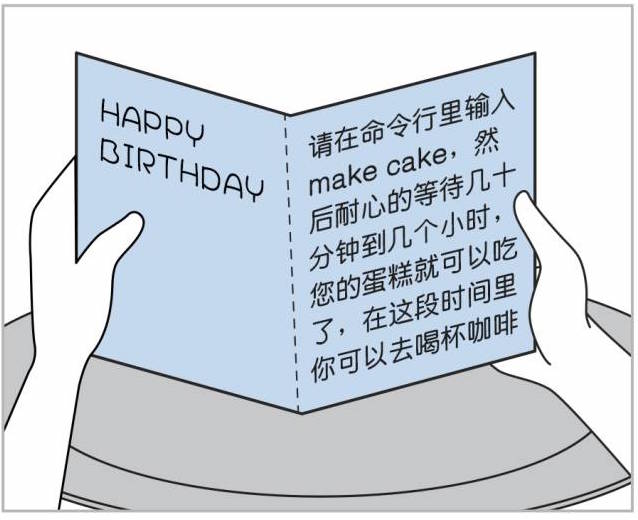 HAPPY
BIRTHDAY
请在命令行里输入
make cake，然
后耐心的等待几十
分钟到几个小时，
您的蛋糕就可以吃
了，在这段时间里
你可以去喝杯咖啡